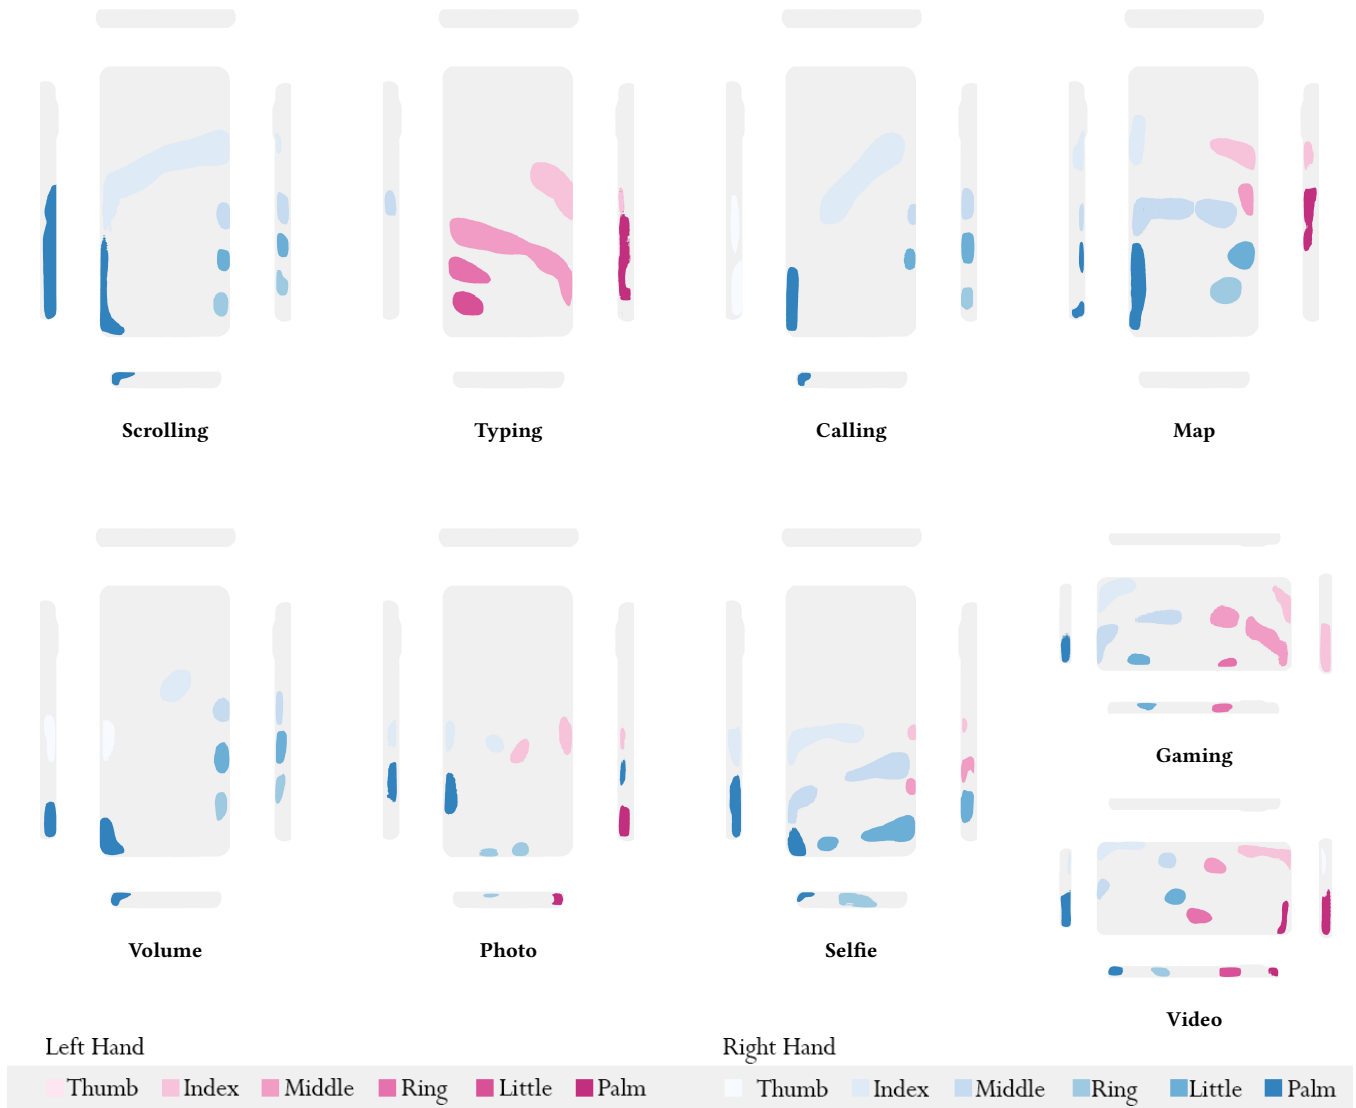 Scrolling Typing Calling Map
Volume Photo Selfie Gaming
Video
Left Hand Right Hand
Thumb Index Middle Ring Little Palm Thumb Index Middle Ring Little Palm